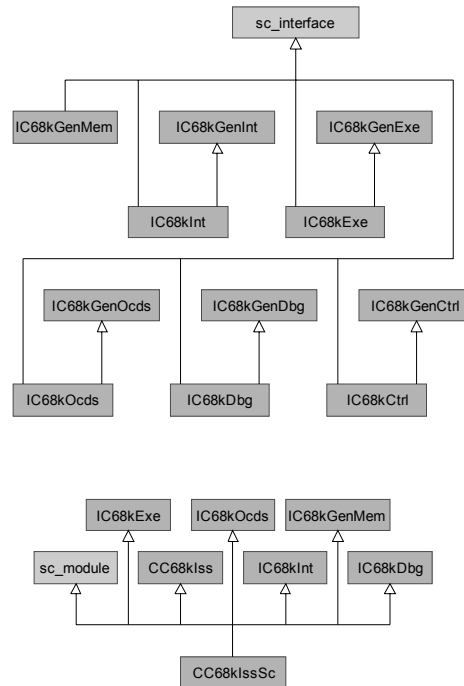 sc_interface
IC68kGenMem
IC68kGenInt
IC68kGenExe
IC68kInt
IC68kExe
IC68kGenOcds
IC68kGenDbg
IC68kGenCtrl
IC68kOcds
IC68kDbg
IC68kCtrl
IC68kExe
IC68kOcds
IC68kGenMem
sc_module
CC68kIss
IC68kInt
IC68kDbg
CC68kIssSc